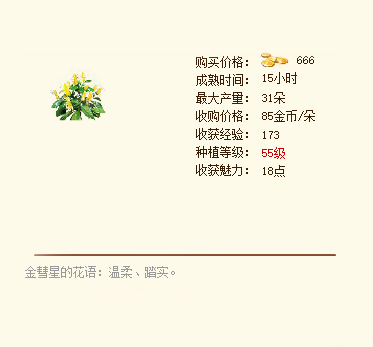 购买价格： 666
成熟时间： 15小时
最大产量： 31朵
收购价格： 85金币/朵
收获经验： 173
种植等级： 55级
收获魅力： 18点
金彗星的花语：温柔、踏实。